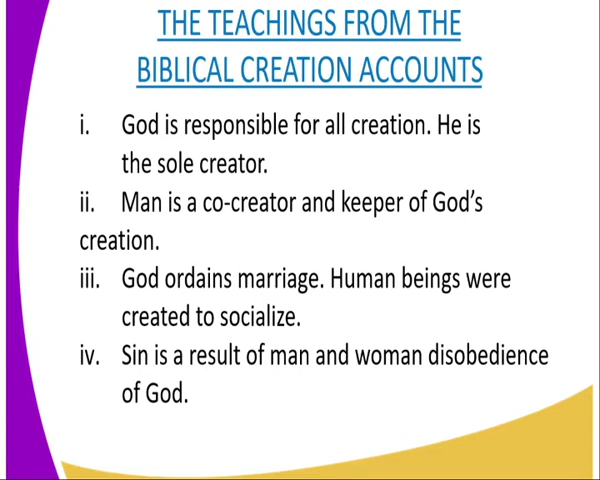 THE TEACHINGS FROM THE
BIBLICAL CREATION ACCOUNTS
i. God is responsible for all creation. He is
the sole creator.
ii. Man is a co-creator and keeper of God's
creation.
iii. God ordains marriage. Human beings were
created to socialize.
iv. Sin is a result of man and woman disobedience
of God.